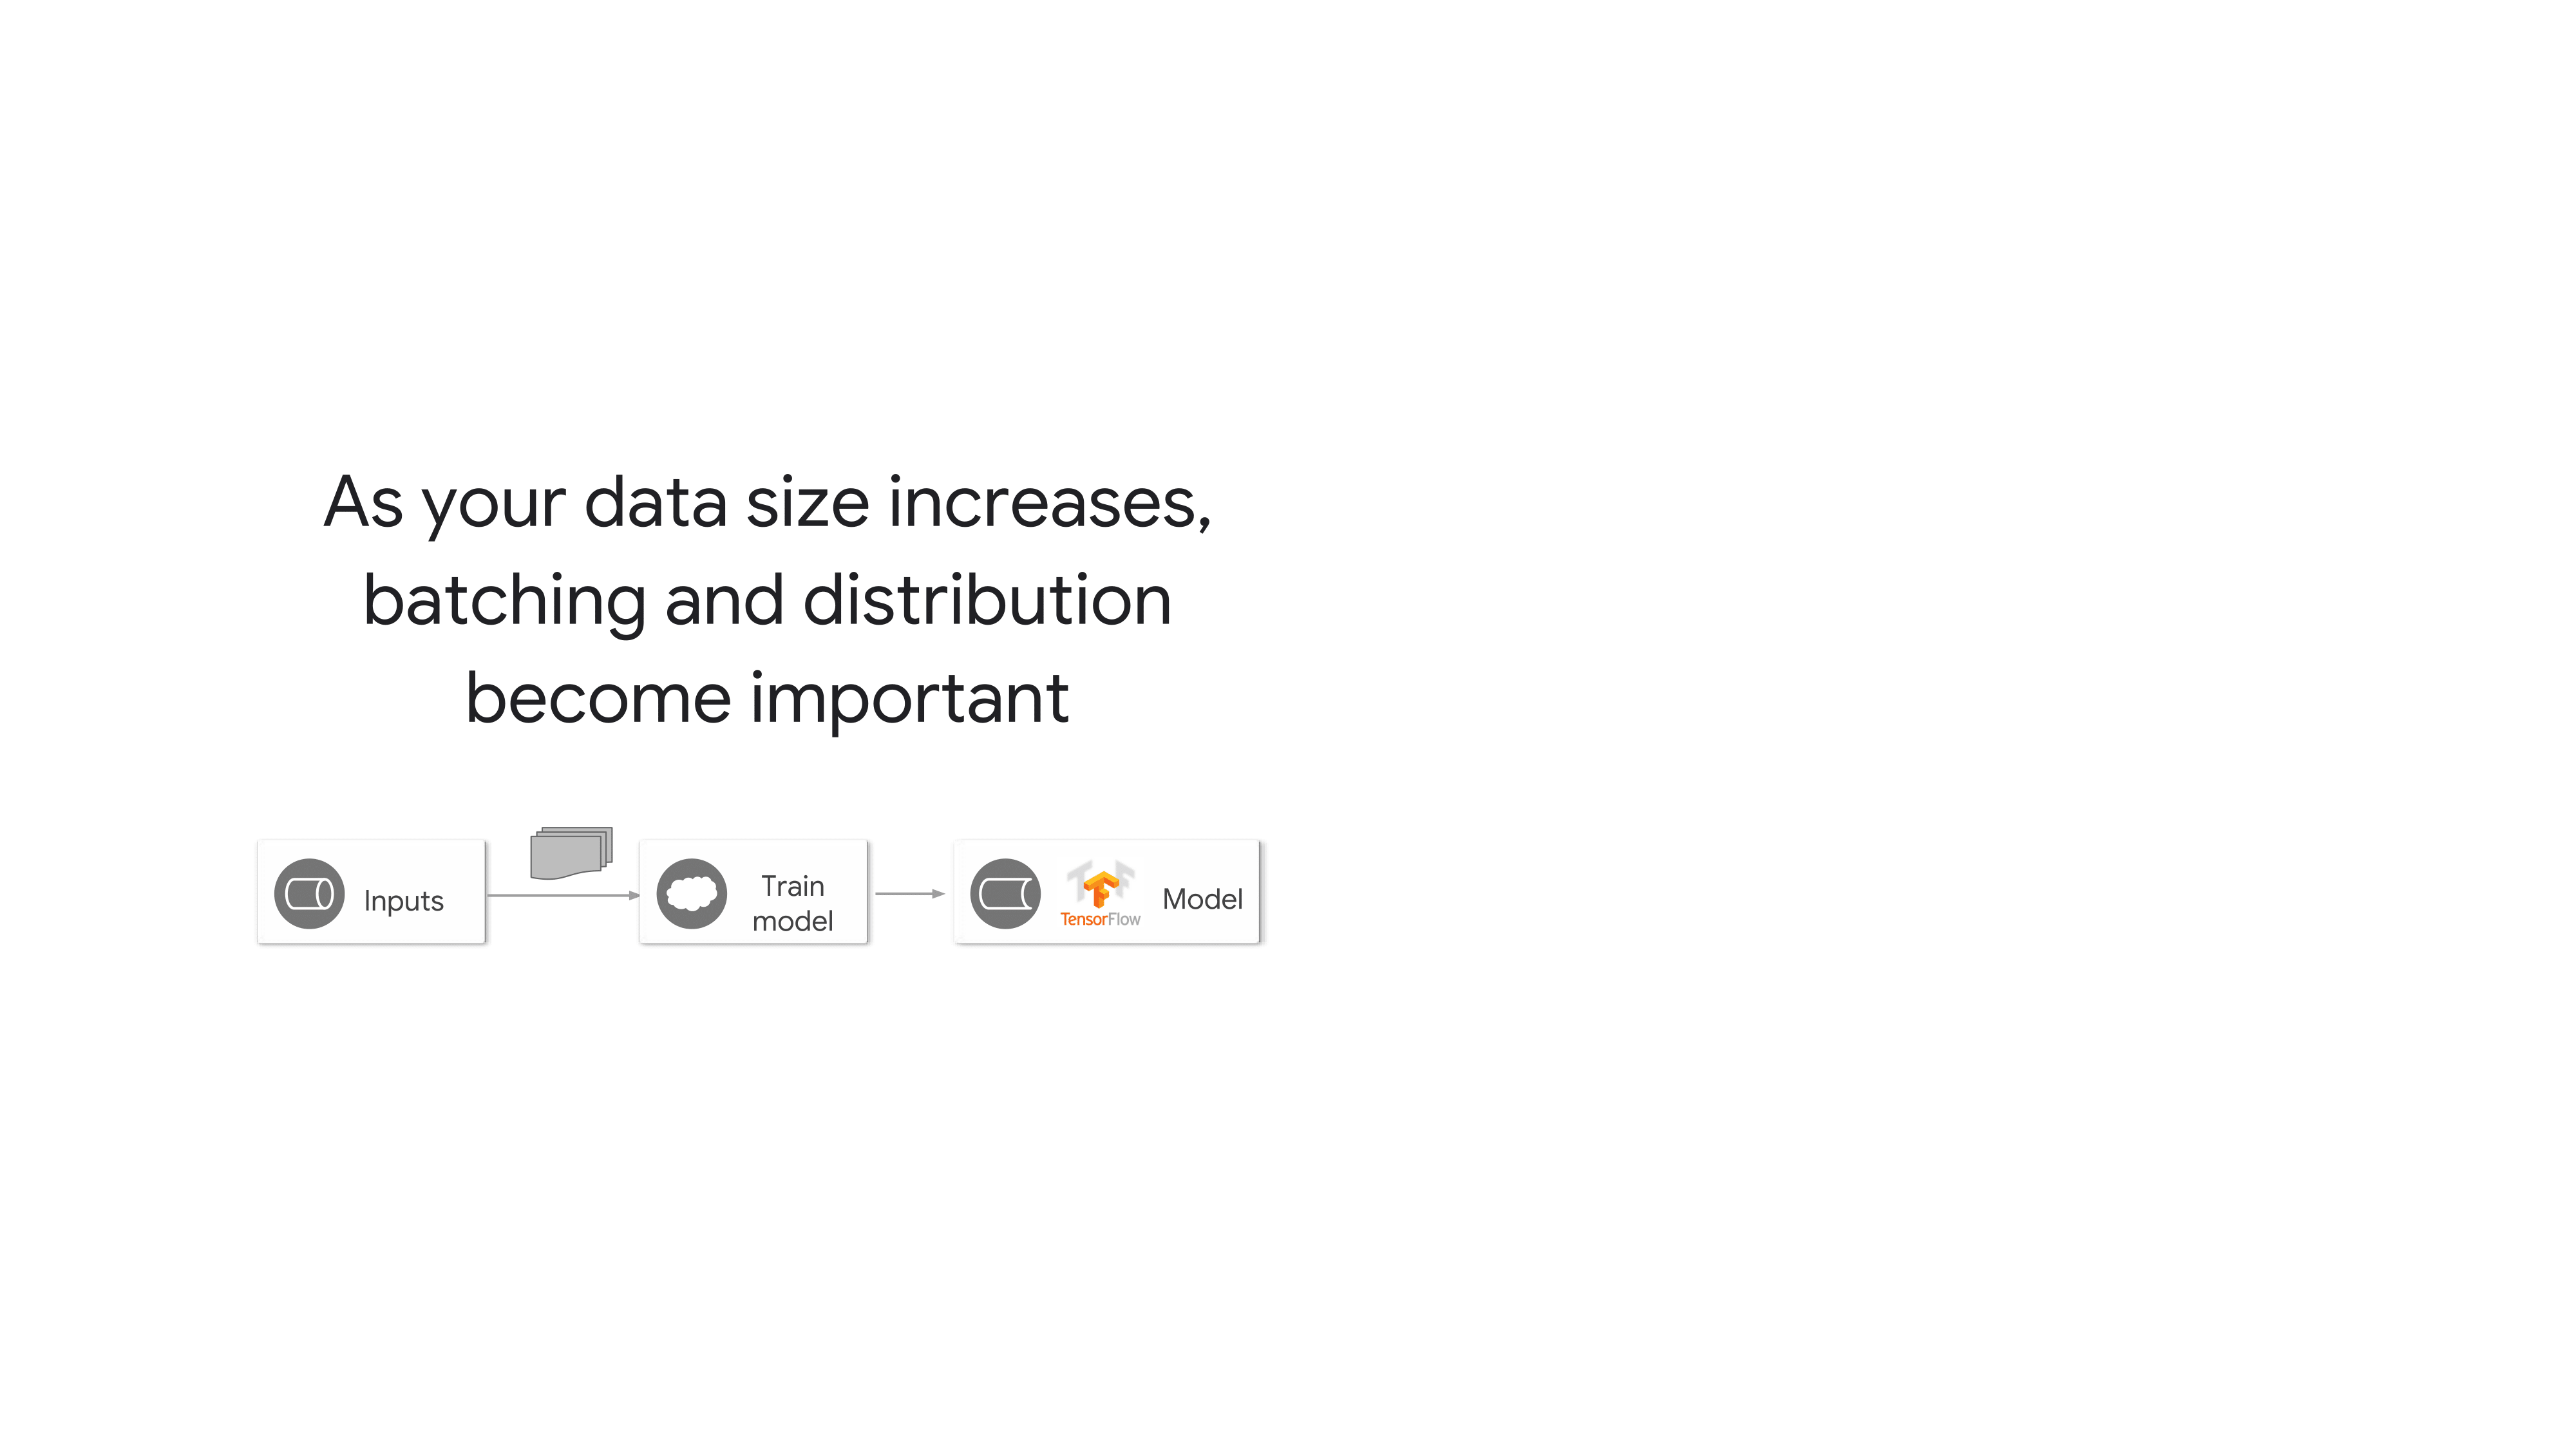 As your data size increases,
batching and distribution
become important
Inputs
Train
model
TensorFlow
Model